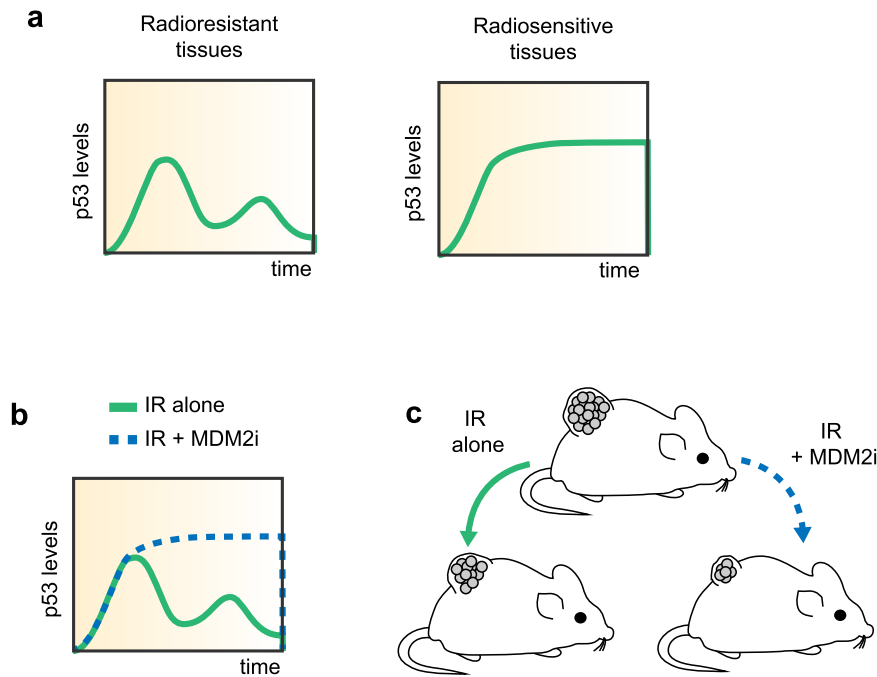 a
Radioresistant
tissues
p53 levels
time
Radiosensitive
tissues
p53 levels
time
b
IR alone
IR + MDM2i
p53 levels
time
c
IR
alone
IR
+ MDM2i